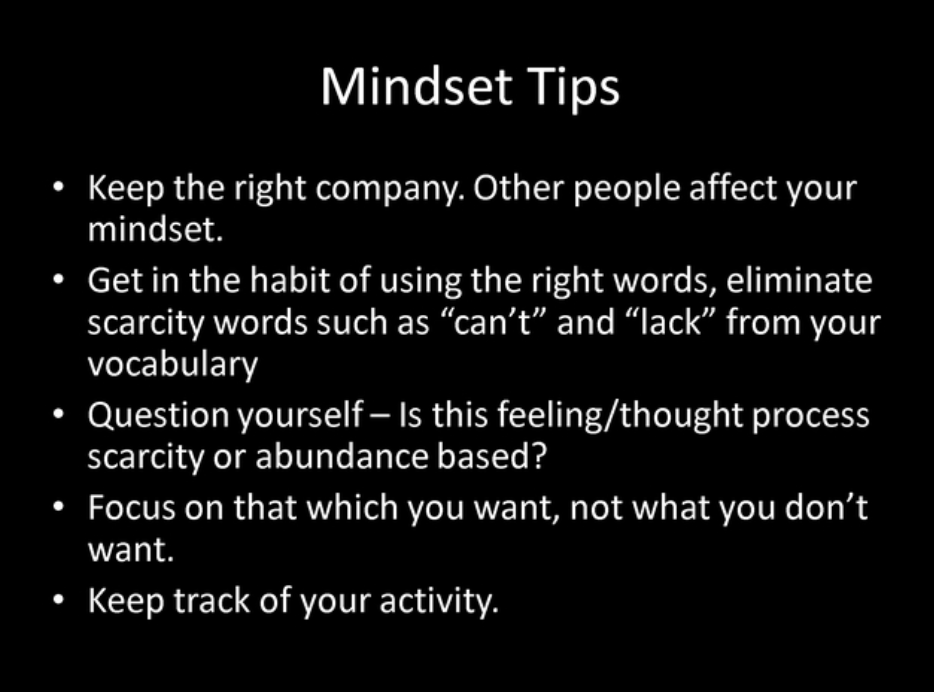 Mindset Tips
• Keep the right company. Other people affect your
mindset.
• Get in the habit of using the right words, eliminate
scarcity words such as “can’t” and “lack” from your
vocabulary
• Question yourself – Is this feeling/thought process
scarcity or abundance based?
• Focus on that which you want, not what you don’t
want.
• Keep track of your activity.